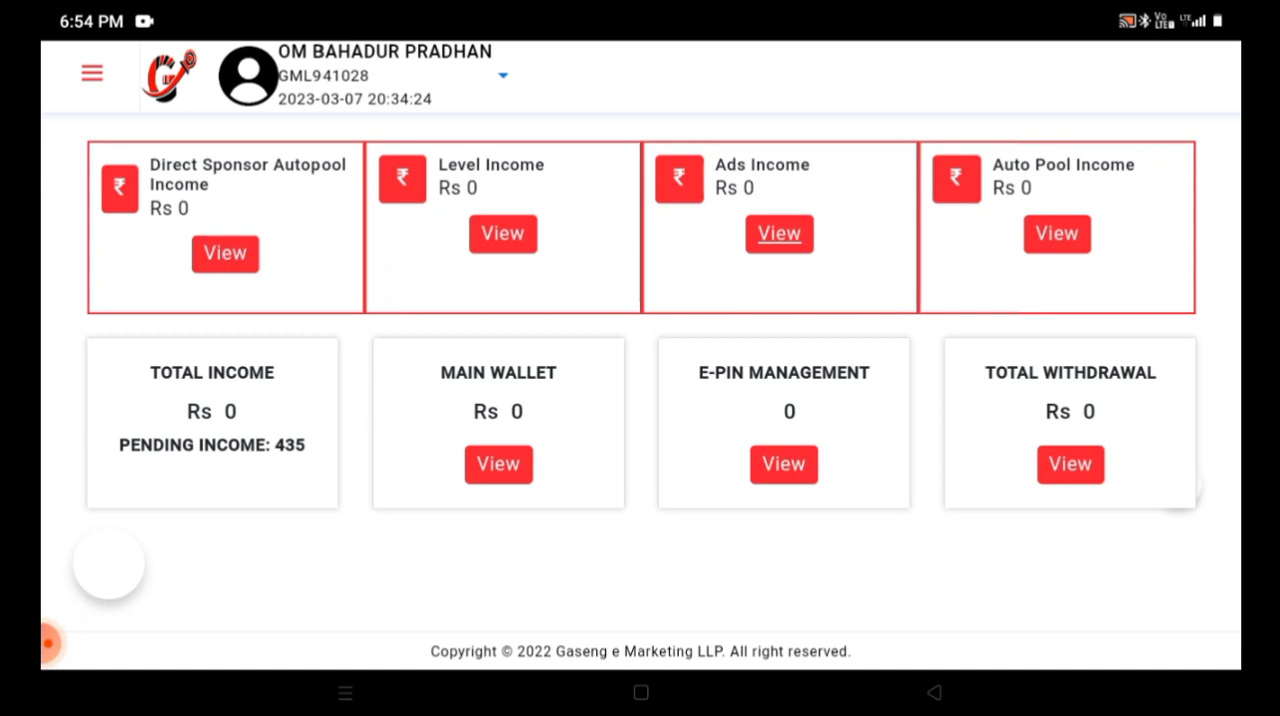 6:54 PM
Vo LTE
LTE
OM BAHADUR PRADHAN
GML941028
2023-03-07 20:34:24
₹
Direct Sponsor Autopool
Income
Rs 0
View
₹
Level Income
Rs 0
View
₹
Ads Income
Rs 0
View
₹
Auto Pool Income
Rs 0
View
TOTAL INCOME
Rs 0
PENDING INCOME: 435
MAIN WALLET
Rs 0
View
E-PIN MANAGEMENT
0
View
TOTAL WITHDRAWAL
Rs 0
View
Copyright © 2022 Gaseng e Marketing LLP. All right reserved.